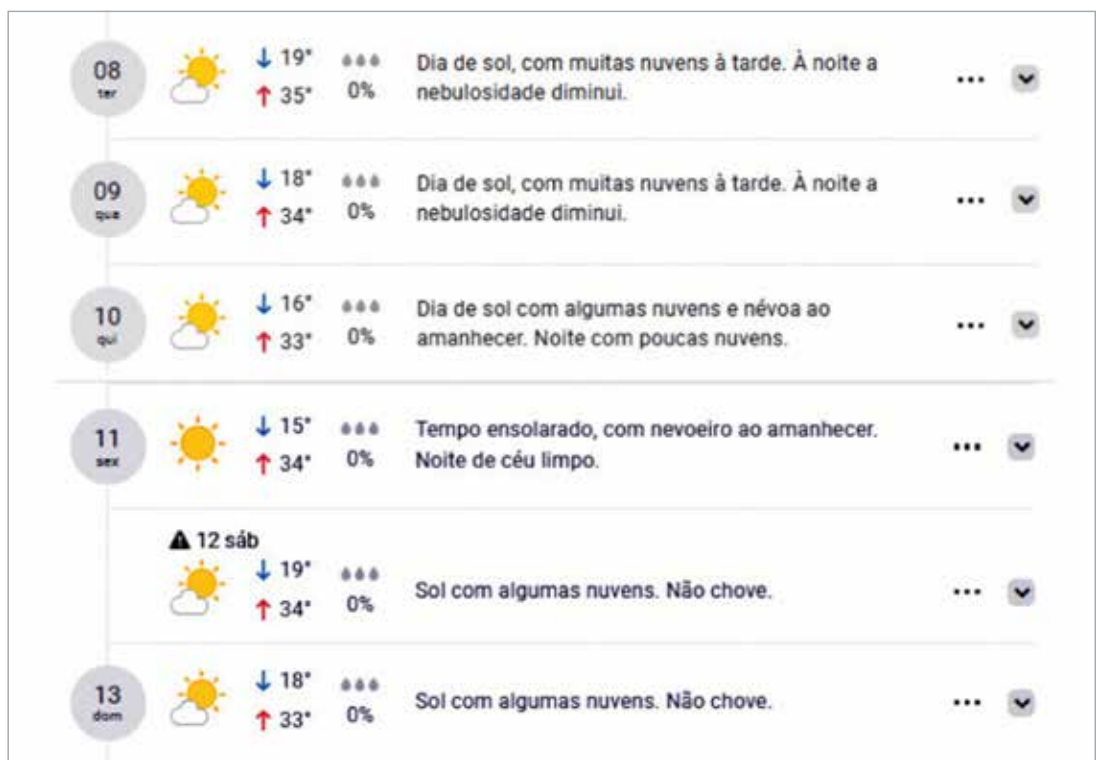 08
ter
↓ 19°
↑ 35°
0%
Dia de sol, com muitas nuvens à tarde. À noite a
nebulosidade diminui.
...
09
qua
↓ 18°
↑ 34°
0%
Dia de sol, com muitas nuvens à tarde. À noite a
nebulosidade diminui.
...
10
qui
↓ 16°
↑ 33°
0%
Dia de sol com algumas nuvens e névoa ao
amanhecer. Noite com poucas nuvens.
...
11
sex
↓ 15°
↑ 34°
0%
Tempo ensolarado, com nevoeiro ao amanhecer.
Noite de céu limpo.
...
12 sáb
↓ 19°
↑ 34°
0%
Sol com algumas nuvens. Não chove.
...
13
dom
↓ 18°
↑ 33°
0%
Sol com algumas nuvens. Não chove.
...